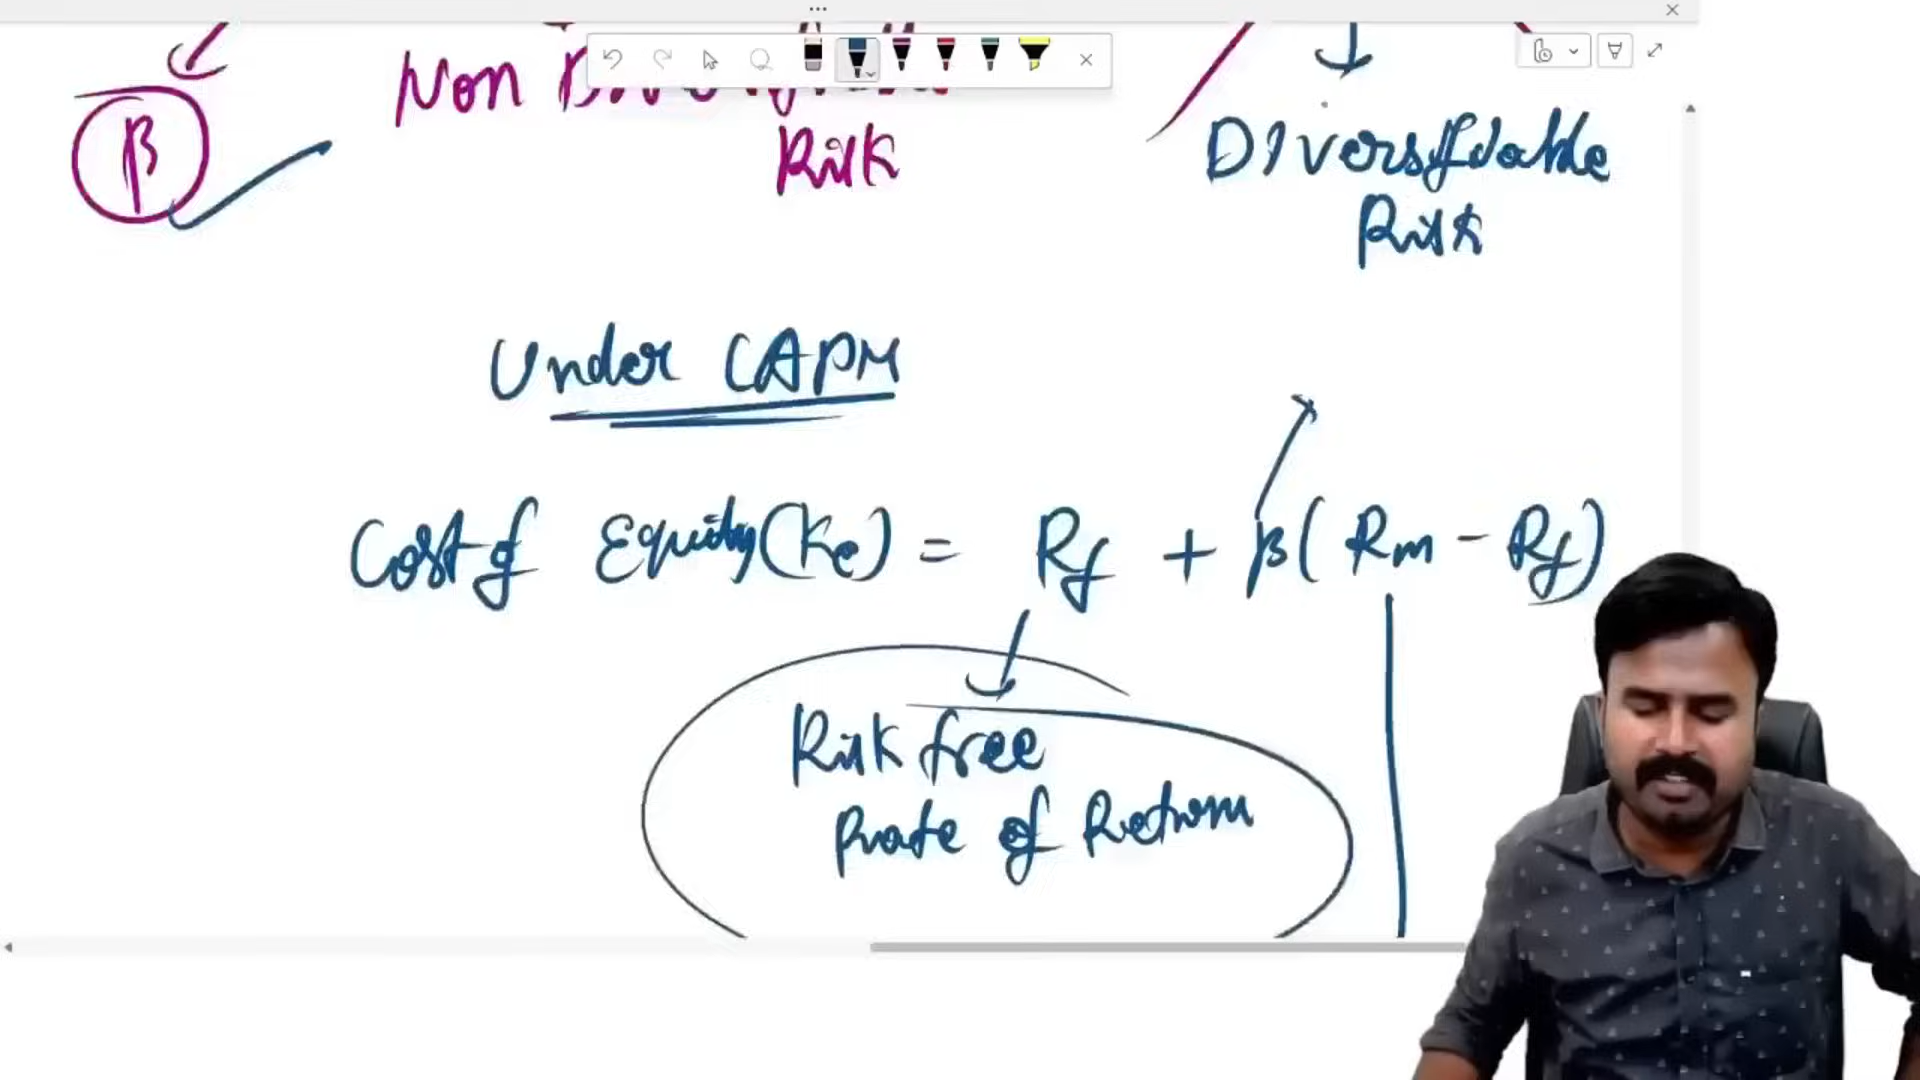 β
Non
Risk
Diversifiable
Risk
Under CAPM
Cost of Equity (Ke) = Rf + β ( Rm - Rf )
Risk free
Rate of Return